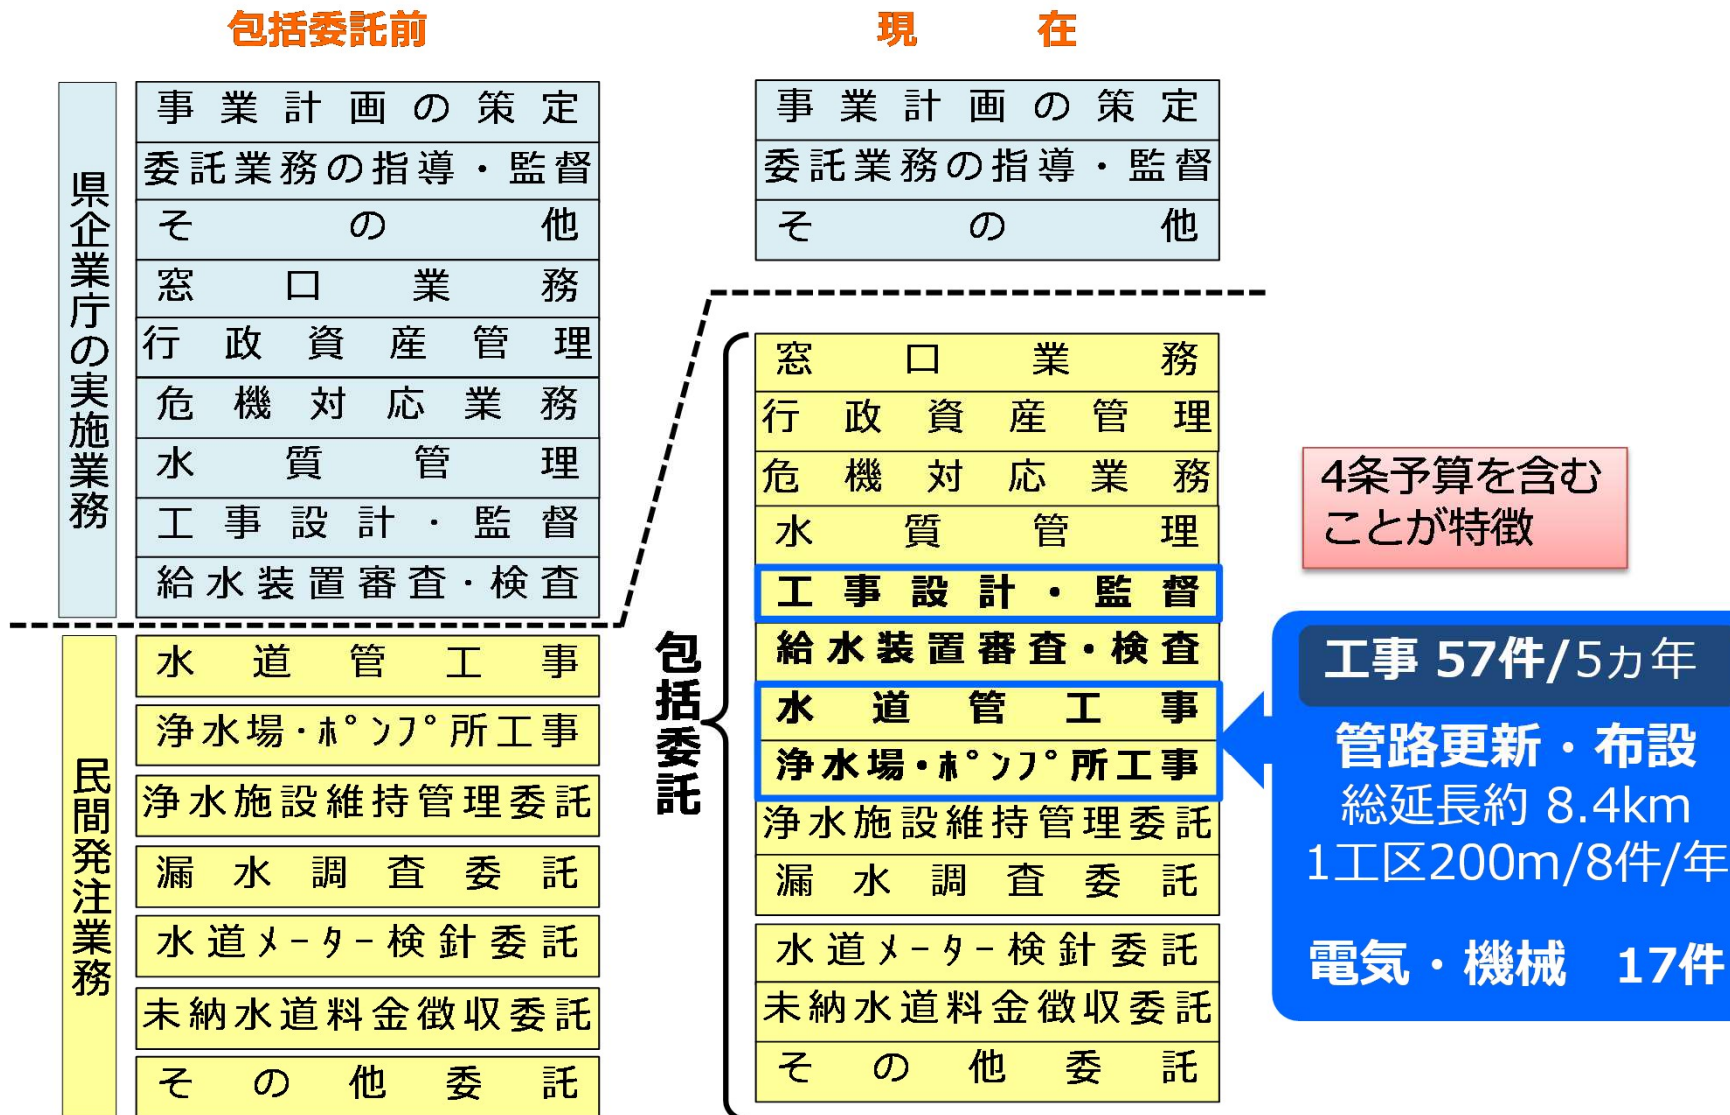 包括委託前
県企業庁の実施業務
事業計画の策定
委託業務の指導・監督
その他
窓口業務
行政資産管理
危機対応業務
水質管理
工事設計・監督
給水装置審査・検査
民間発注業務
水道管工事
浄水場・ﾎﾟﾝﾌﾟ所工事
浄水施設維持管理委託
漏水調査委託
水道ﾒｰﾀｰ検針委託
未納水道料金徴収委託
その他委託
現在
事業計画の策定
委託業務の指導・監督
その他
包括委託
窓口業務
行政資産管理
危機対応業務
水質管理
工事設計・監督
給水装置審査・検査
水道管工事
浄水場・ﾎﾟﾝﾌﾟ所工事
浄水施設維持管理委託
漏水調査委託
水道ﾒｰﾀｰ検針委託
未納水道料金徴収委託
その他委託
4条予算を含む
ことが特徴
工事 57件/5ヵ年
管路更新・布設
総延長約 8.4km
1工区200m/8件/年
電気・機械　17件